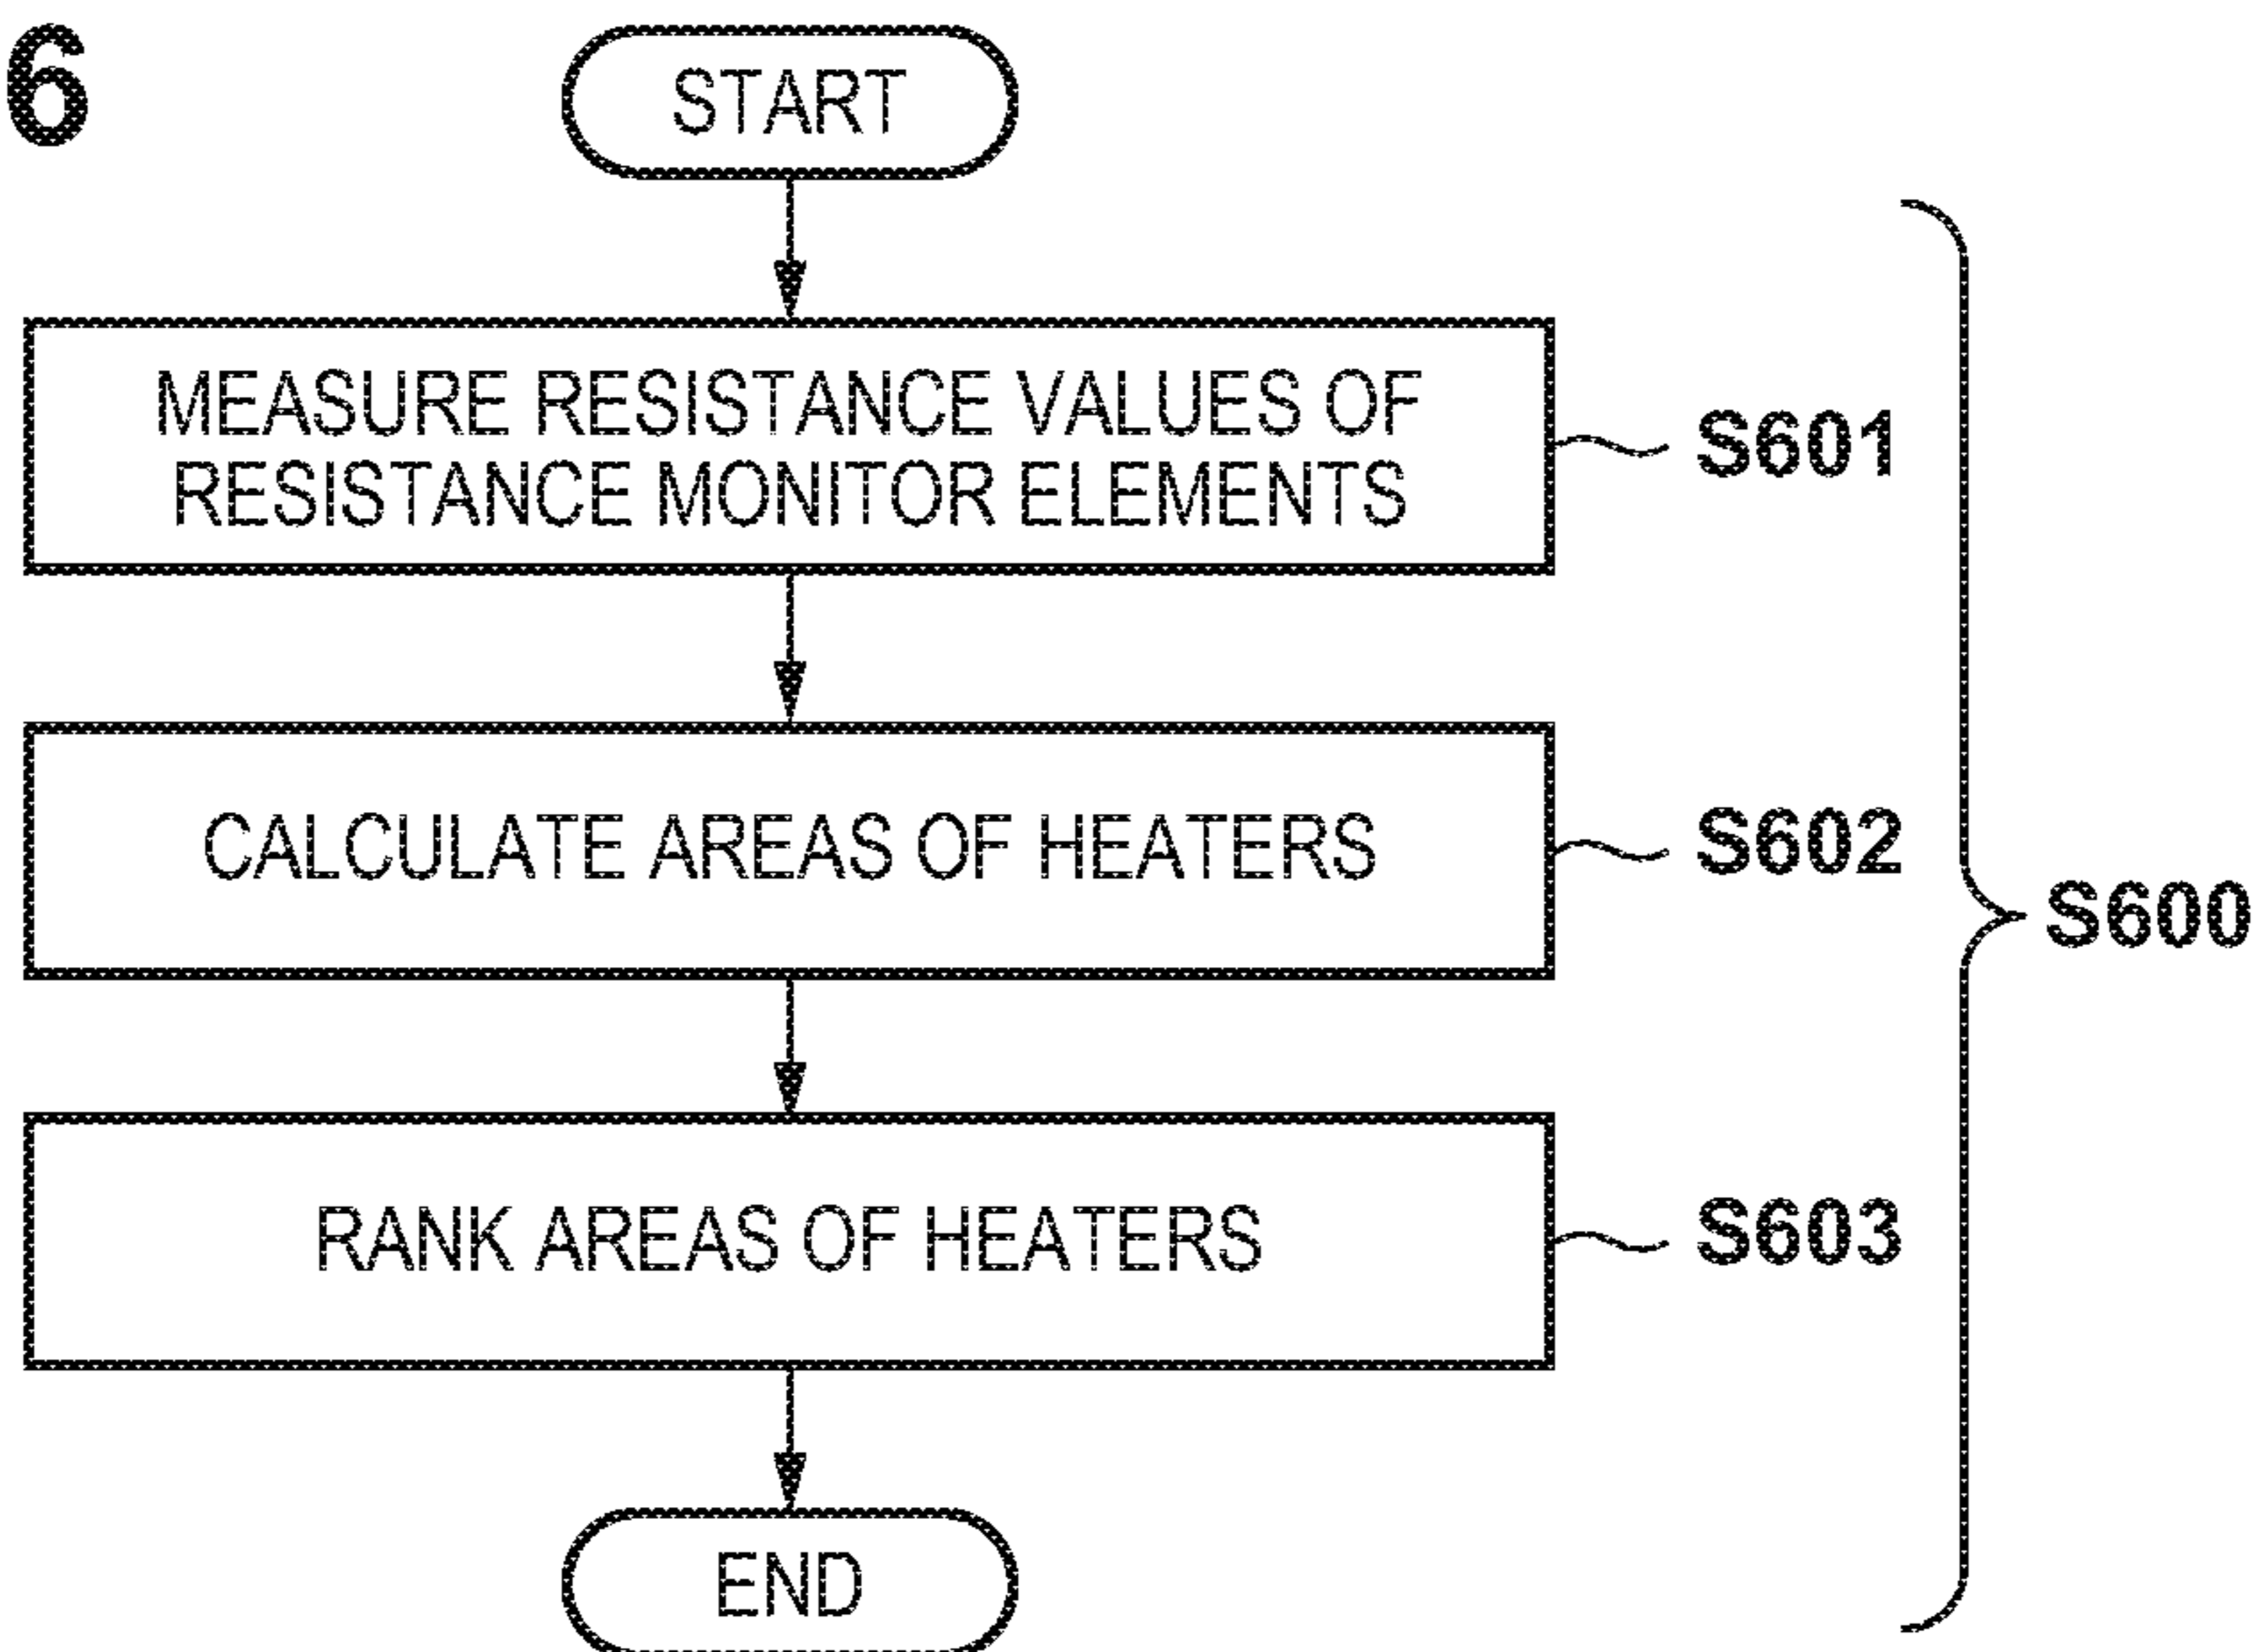 6
START
MEASURE RESISTANCE VALUES OF
RESISTANCE MONITOR ELEMENTS
S601
CALCULATE AREAS OF HEATERS
S602
S600
RANK AREAS OF HEATERS
S603
END